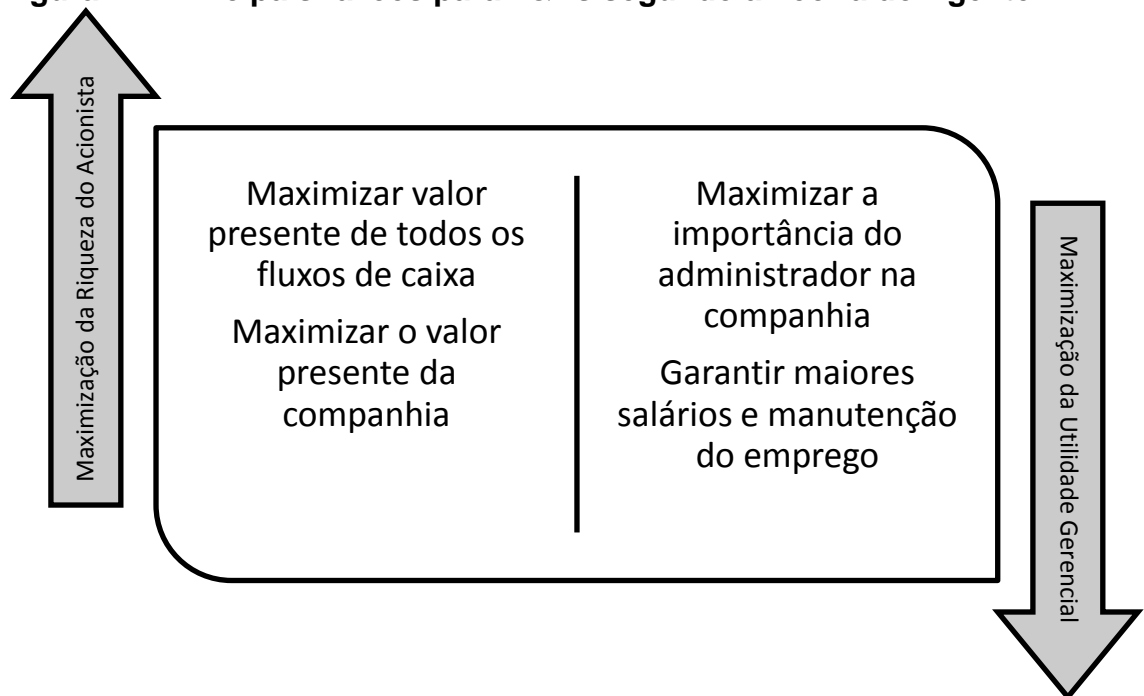 Maximização da Riqueza do Acionista
Maximizar valor
presente de todos os
fluxos de caixa
Maximizar o valor
presente da
companhia
Maximizar a
importância do
administrador na
companhia
Garantir maiores
salários e manutenção
do emprego
Maximização da Utilidade Gerencial